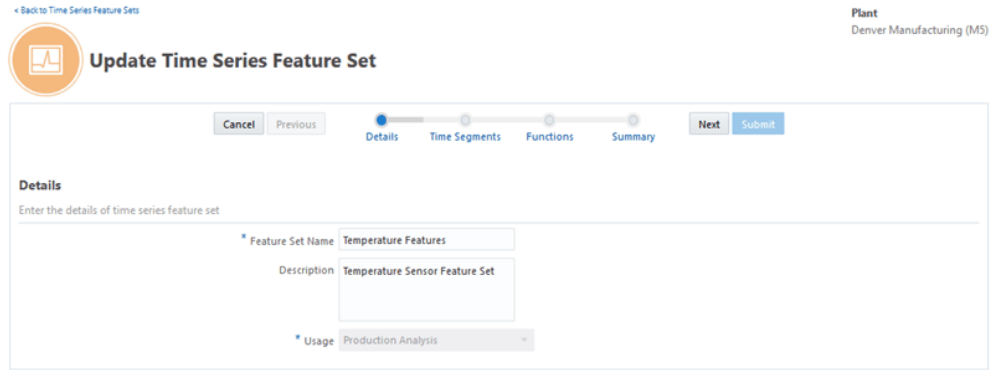 < Back to Time Series Feature Sets
Plant
Denver Manufacturing (M5)
Update Time Series Feature Set
Cancel Previous Details Time Segments Functions Summary Next Submit
Details
Enter the details of time series feature set
* Feature Set Name Temperature Features
Description Temperature Sensor Feature Set
* Usage Production Analysis